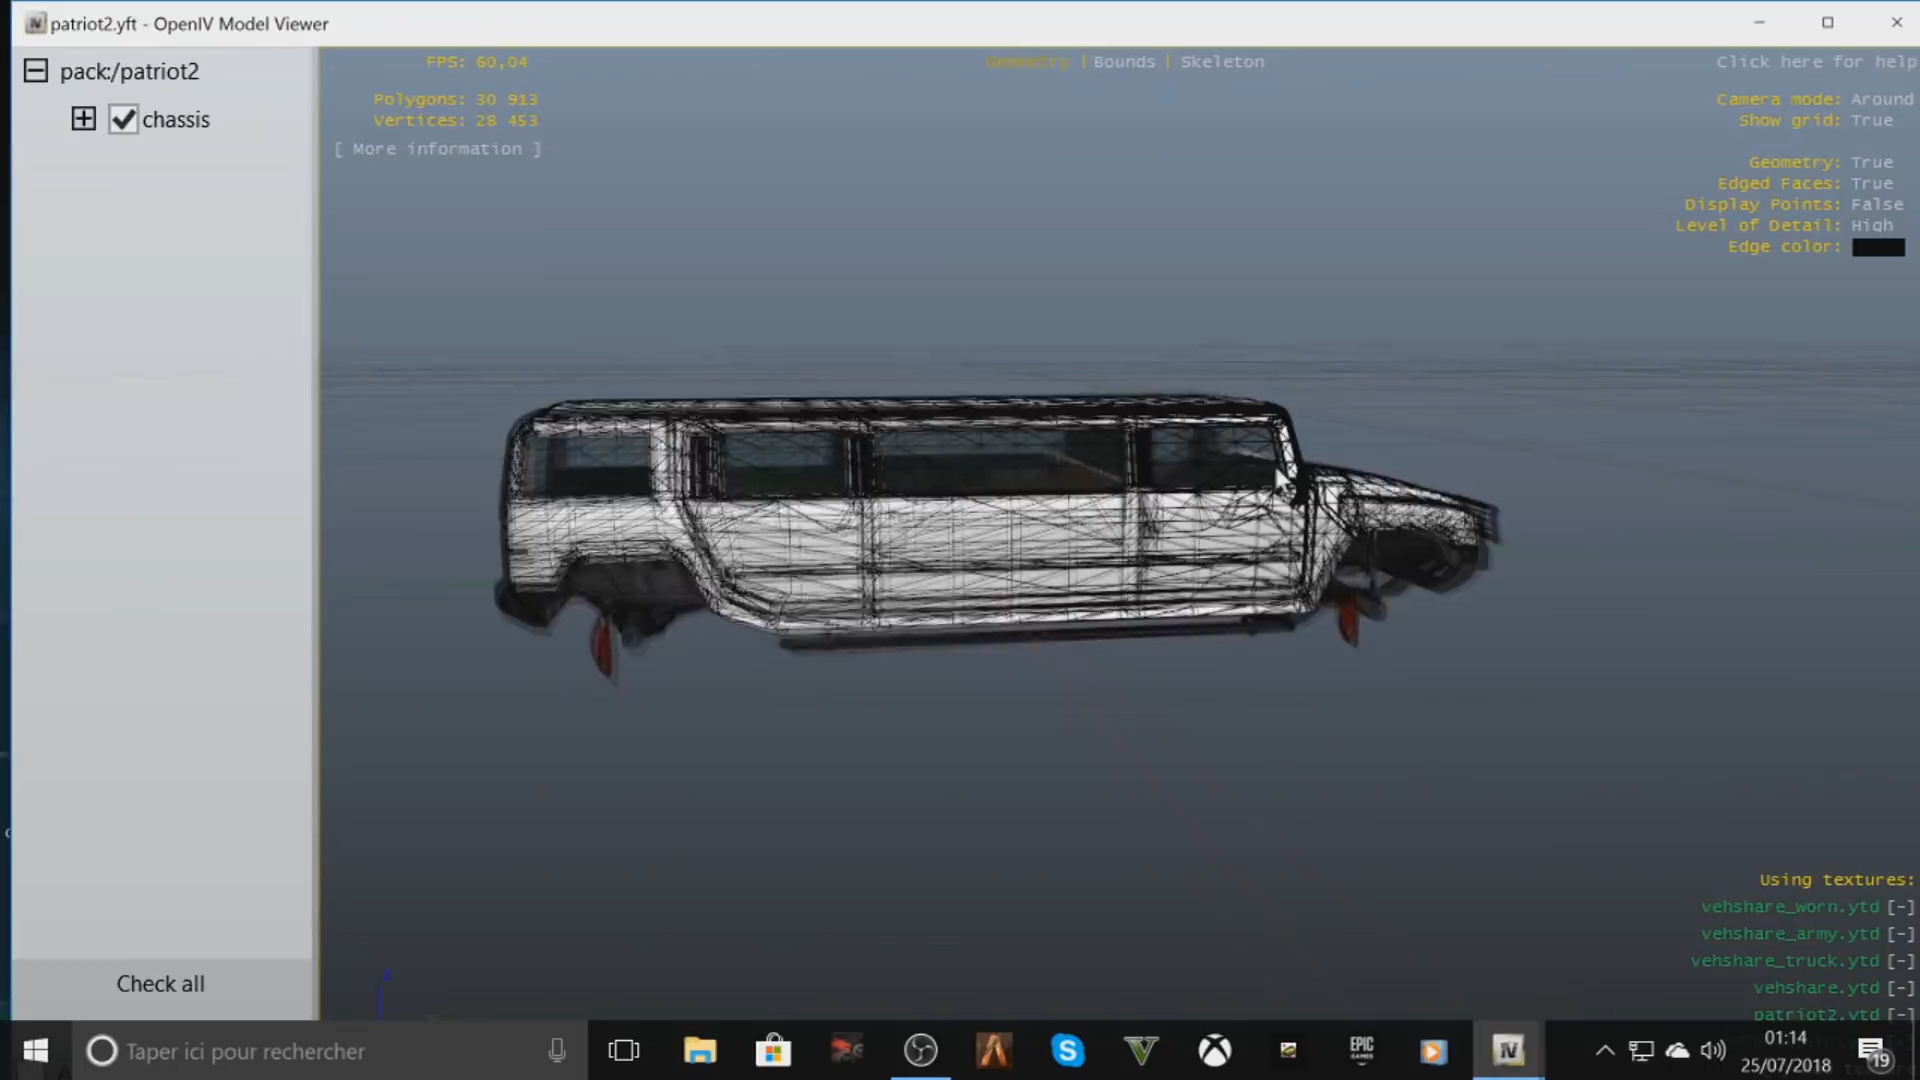 patriot2.yft - OpenIV Model Viewer
pack:/patriot2
chassis
Check all
FPS: 60,04
Polygons: 30 913
Vertices: 28 453
[ More information ]
Geometry | Bounds | Skeleton
Click here for help
Camera mode: Around
Show grid: True
Geometry: True
Edged Faces: True
Display Points: False
Level of Detail: High
Edge color:
Using textures:
vehshare_worn.ytd [-]
vehshare_army.ytd [-]
vehshare_truck.ytd [-]
vehshare.ytd [-]
patriot2.ytd [-]
Taper ici pour rechercher
EPIC
GAMES
IV
01:14
25/07/2018
19